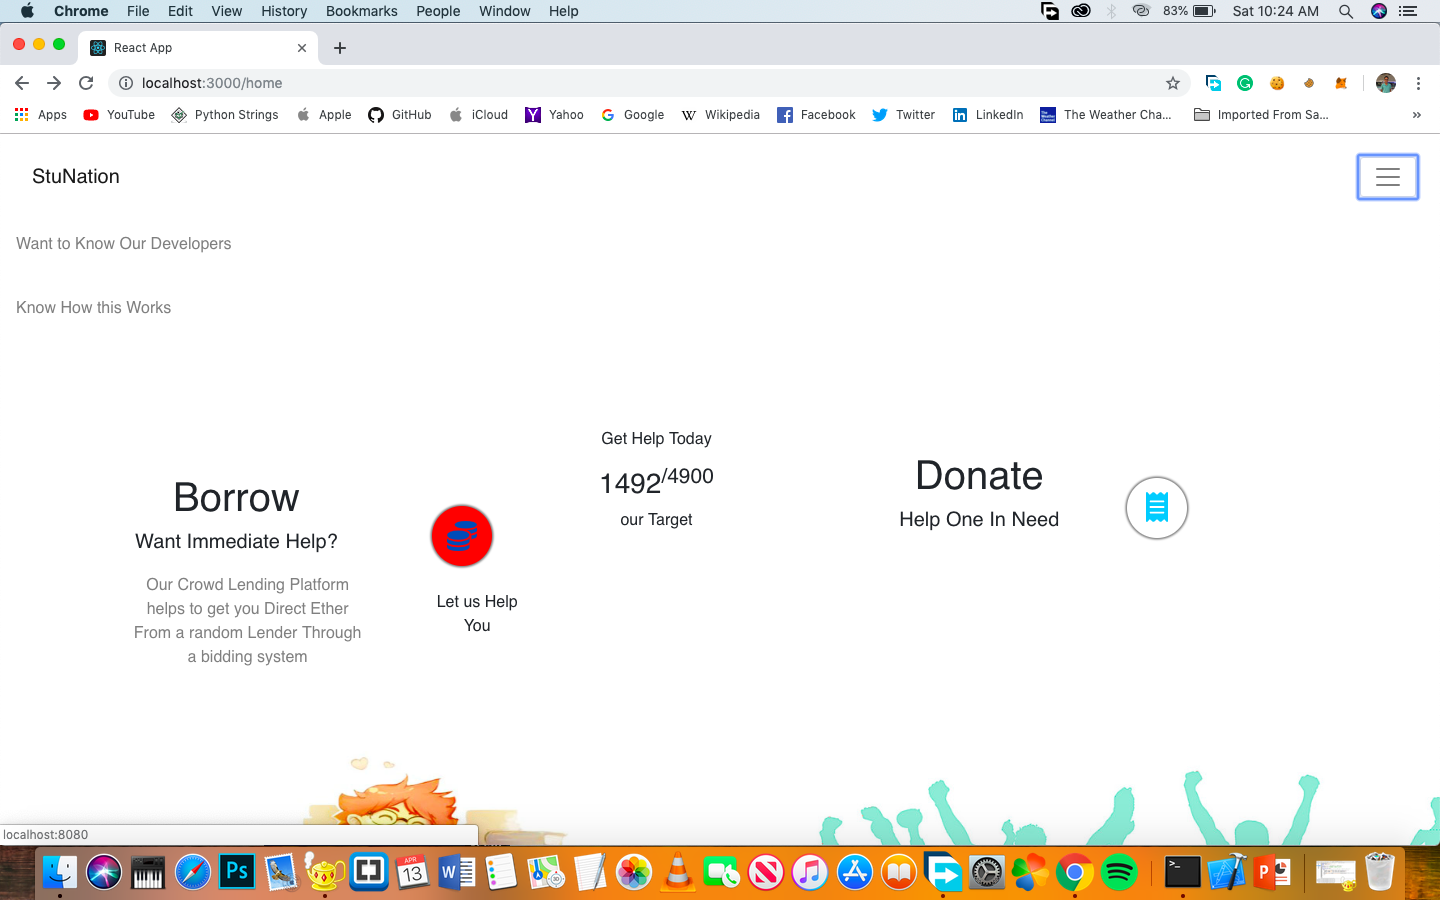 Chrome File Edit View History Bookmarks People Window Help 83% Sat 10:24 AM
React App
localhost:3000/home
Apps YouTube Python Strings Apple GitHub iCloud Yahoo Google Wikipedia Facebook Twitter LinkedIn The Weather Cha... Imported From Sa... »
StuNation
Want to Know Our Developers
Know How this Works
Get Help Today
1492/4900
our Target
Borrow
Want Immediate Help?
Our Crowd Lending Platform
helps to get you Direct Ether
From a random Lender Through
a bidding system
Let us Help
You
Donate
Help One In Need
localhost:8080
Ps
APR
13
W
P